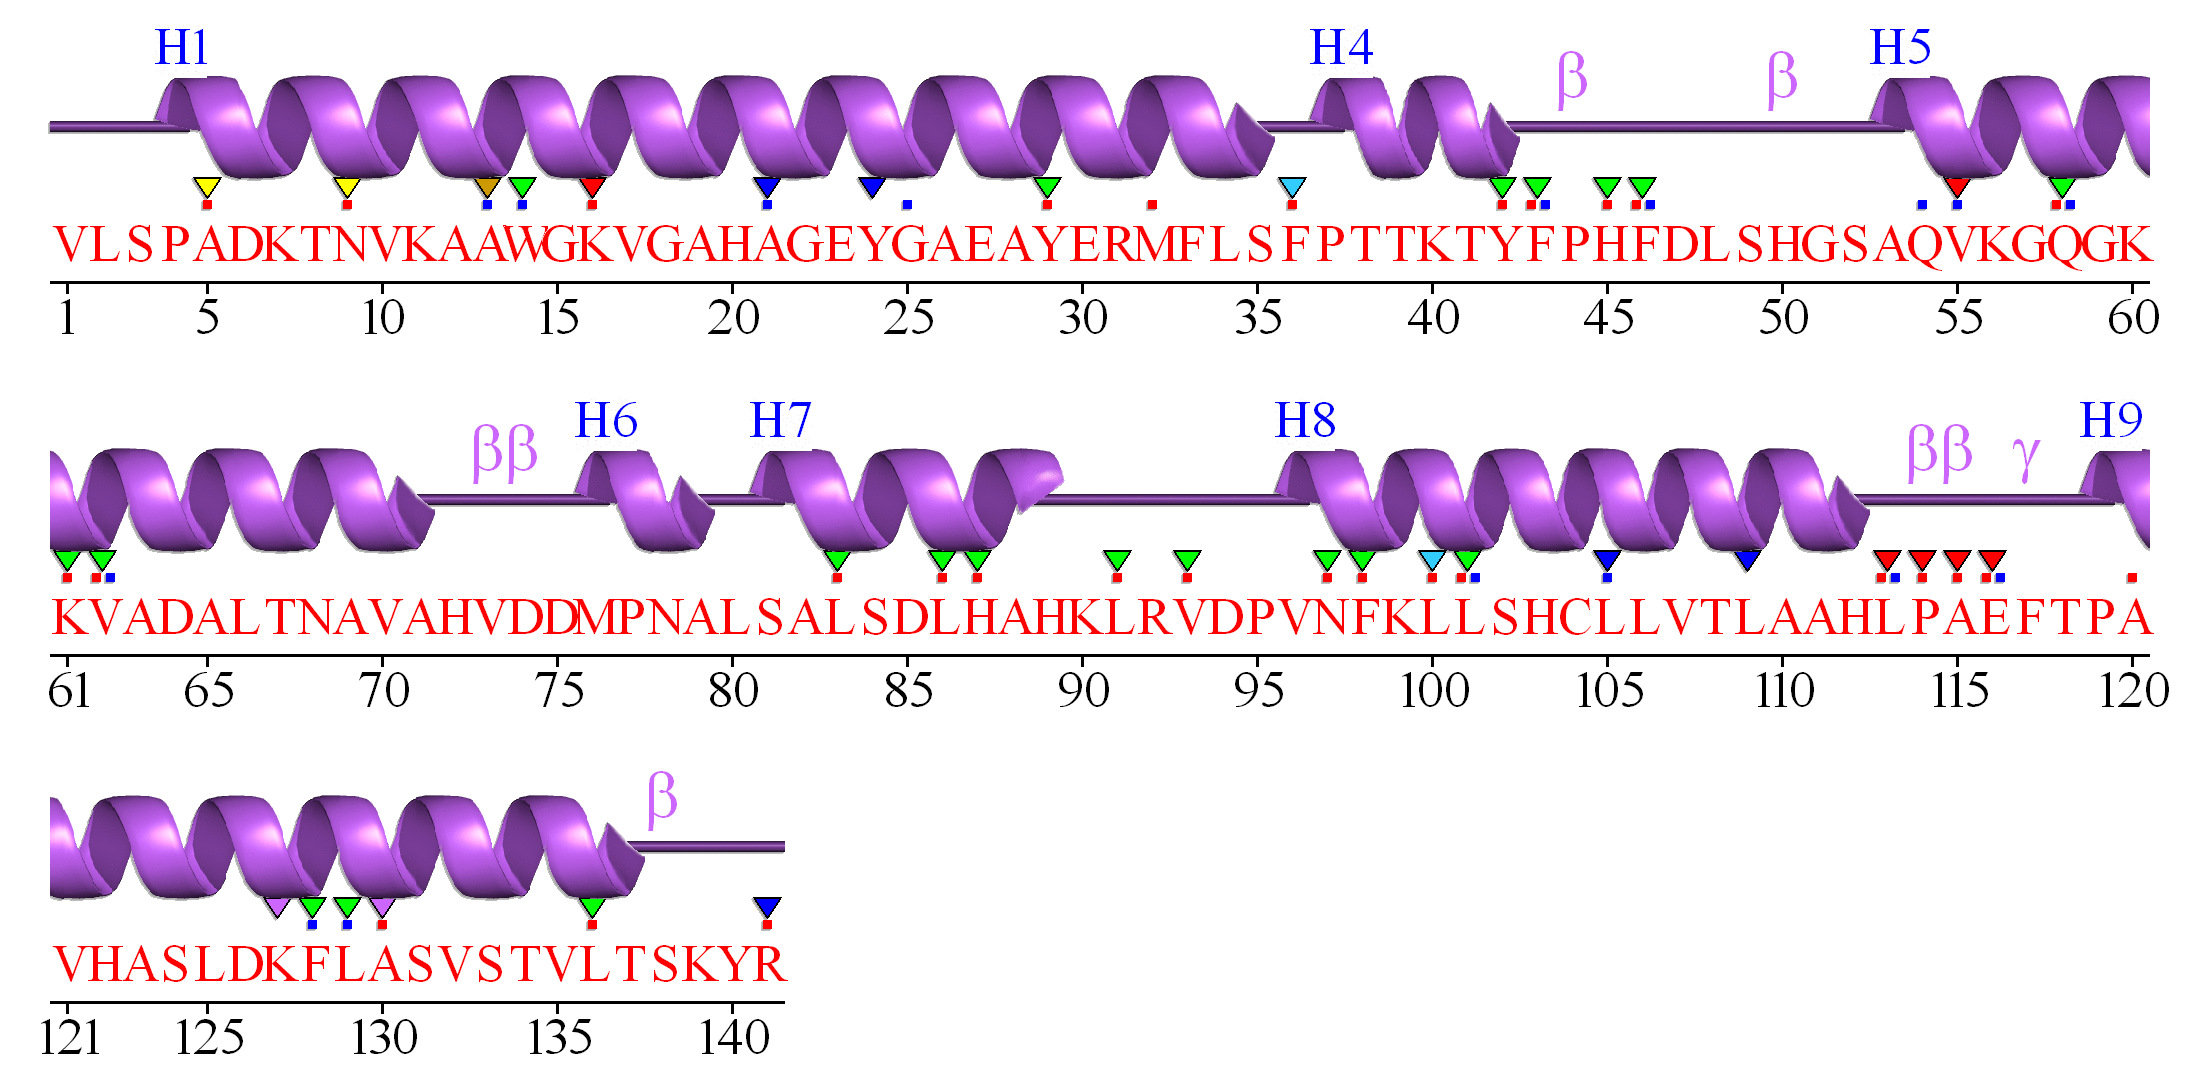 H1 H4 β β H5
VLSPADKTNVKAAWGKVGAHAGEYGAEAYERMFLSFPTTKTYFPHFDLSHGSAQVKGQGK
1 5 10 15 20 25 30 35 40 45 50 55 60
ββ H6 H7 H8 ββ γ H9
KVADALTNAVAHVDDMPNALSALSDLHAHKLRVDPVNFKLLSHCLLVTLAAHLPAEFTPA
61 65 70 75 80 85 90 95 100 105 110 115 120
β
VHASLDKFLASVSTVLTSKYR
121 125 130 135 140